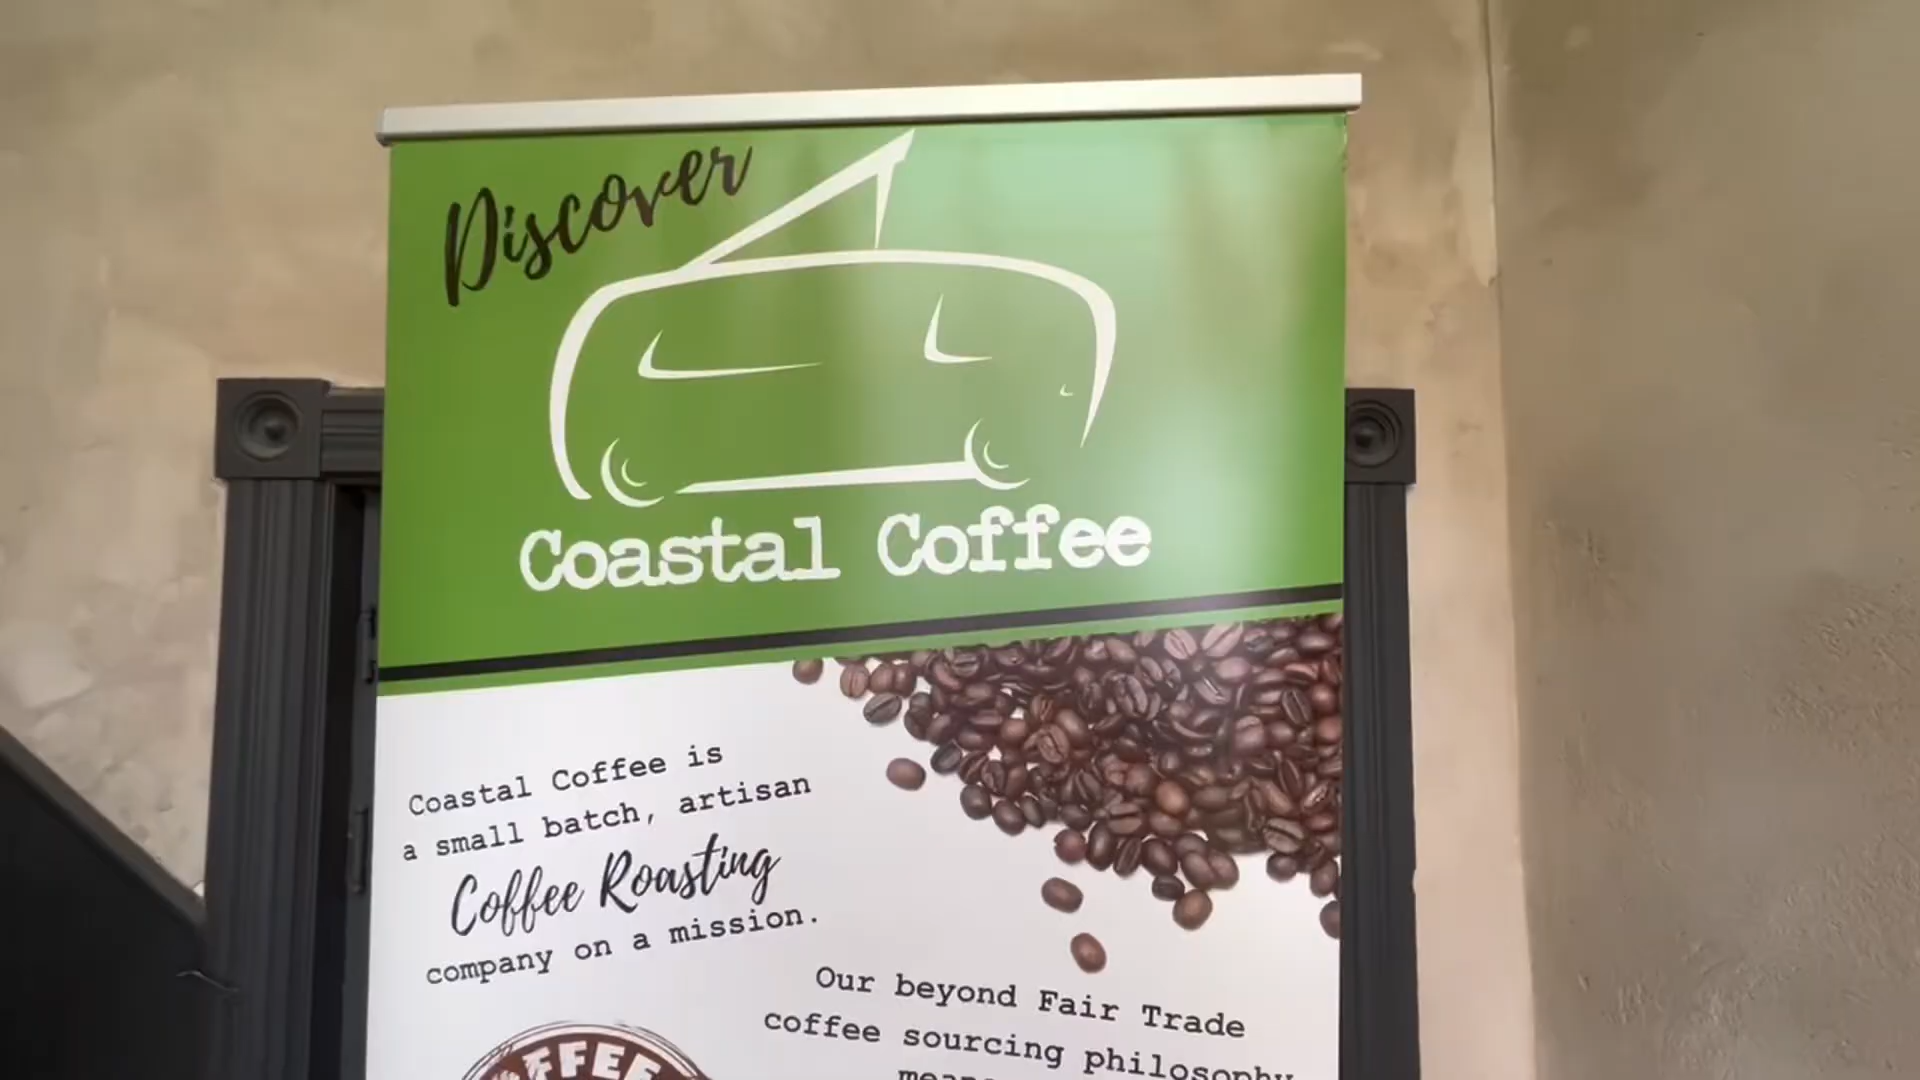 Discover
Coastal Coffee
Coastal Coffee is
a small batch, artisan
Coffee Roasting
company on a mission.
Our beyond Fair Trade
coffee sourcing philosophy